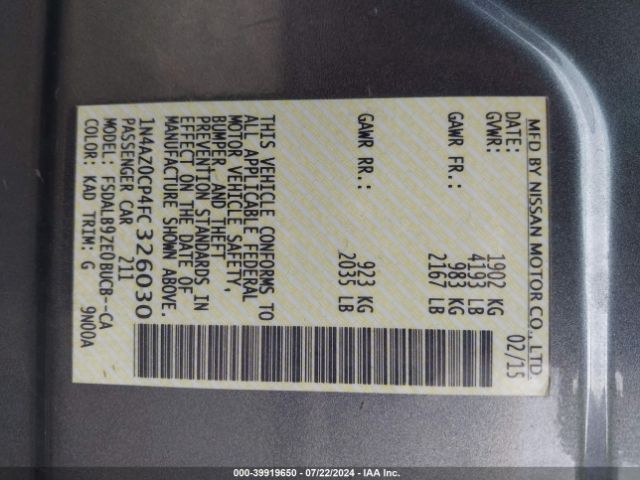 MFD BY NISSAN MOTOR CO., LTD.
DATE: 02/15
GVWR: 1902 KG
4193 LB
GAWR FR.: 983 KG
2167 LB
GAWR RR.: 923 KG
2035 LB
THIS VEHICLE CONFORMS TO
ALL APPLICABLE FEDERAL
MOTOR VEHICLE SAFETY,
BUMPER, AND THEFT
PREVENTION STANDARDS IN
EFFECT ON THE DATE OF
MANUFACTURE SHOWN ABOVE.
1N4AZ0CP4FC326030
PASSENGER CAR 211
MODEL: FSDALB9ZE0BUCB--CA
COLOR: KAD TRIM: G 9N00A
000-39919650 - 07/22/2024 - IAA Inc.